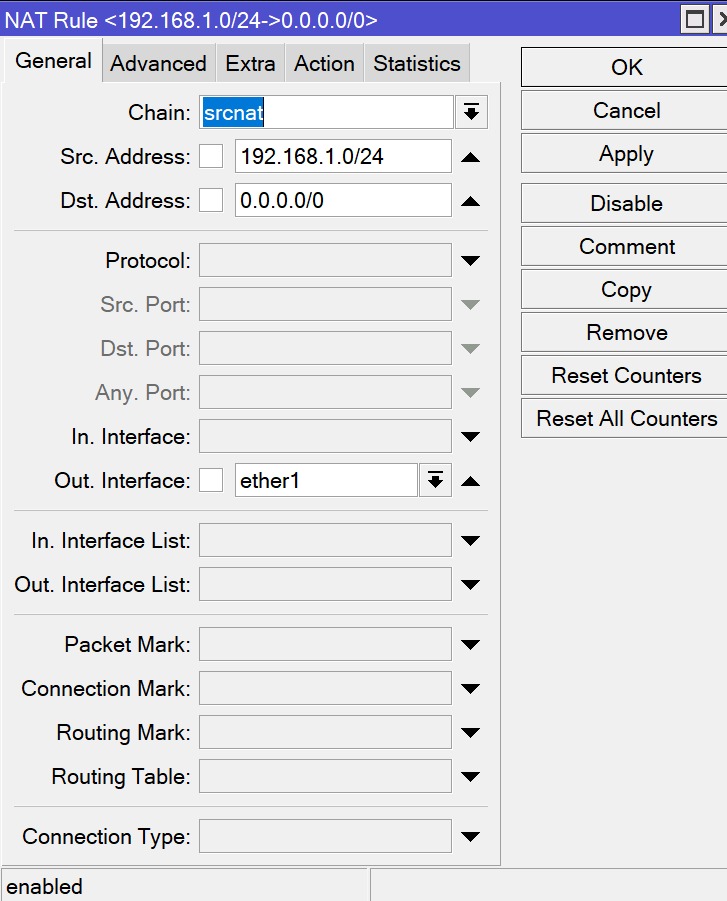 NAT Rule <192.168.1.0/24->0.0.0.0/0>
General Advanced Extra Action Statistics
Chain: srcnat
Src. Address: 192.168.1.0/24
Dst. Address: 0.0.0.0/0
Protocol:
Src. Port:
Dst. Port:
Any. Port:
In. Interface:
Out. Interface: ether1
In. Interface List:
Out. Interface List:
Packet Mark:
Connection Mark:
Routing Mark:
Routing Table:
Connection Type:
OK
Cancel
Apply
Disable
Comment
Copy
Remove
Reset Counters
Reset All Counters
enabled